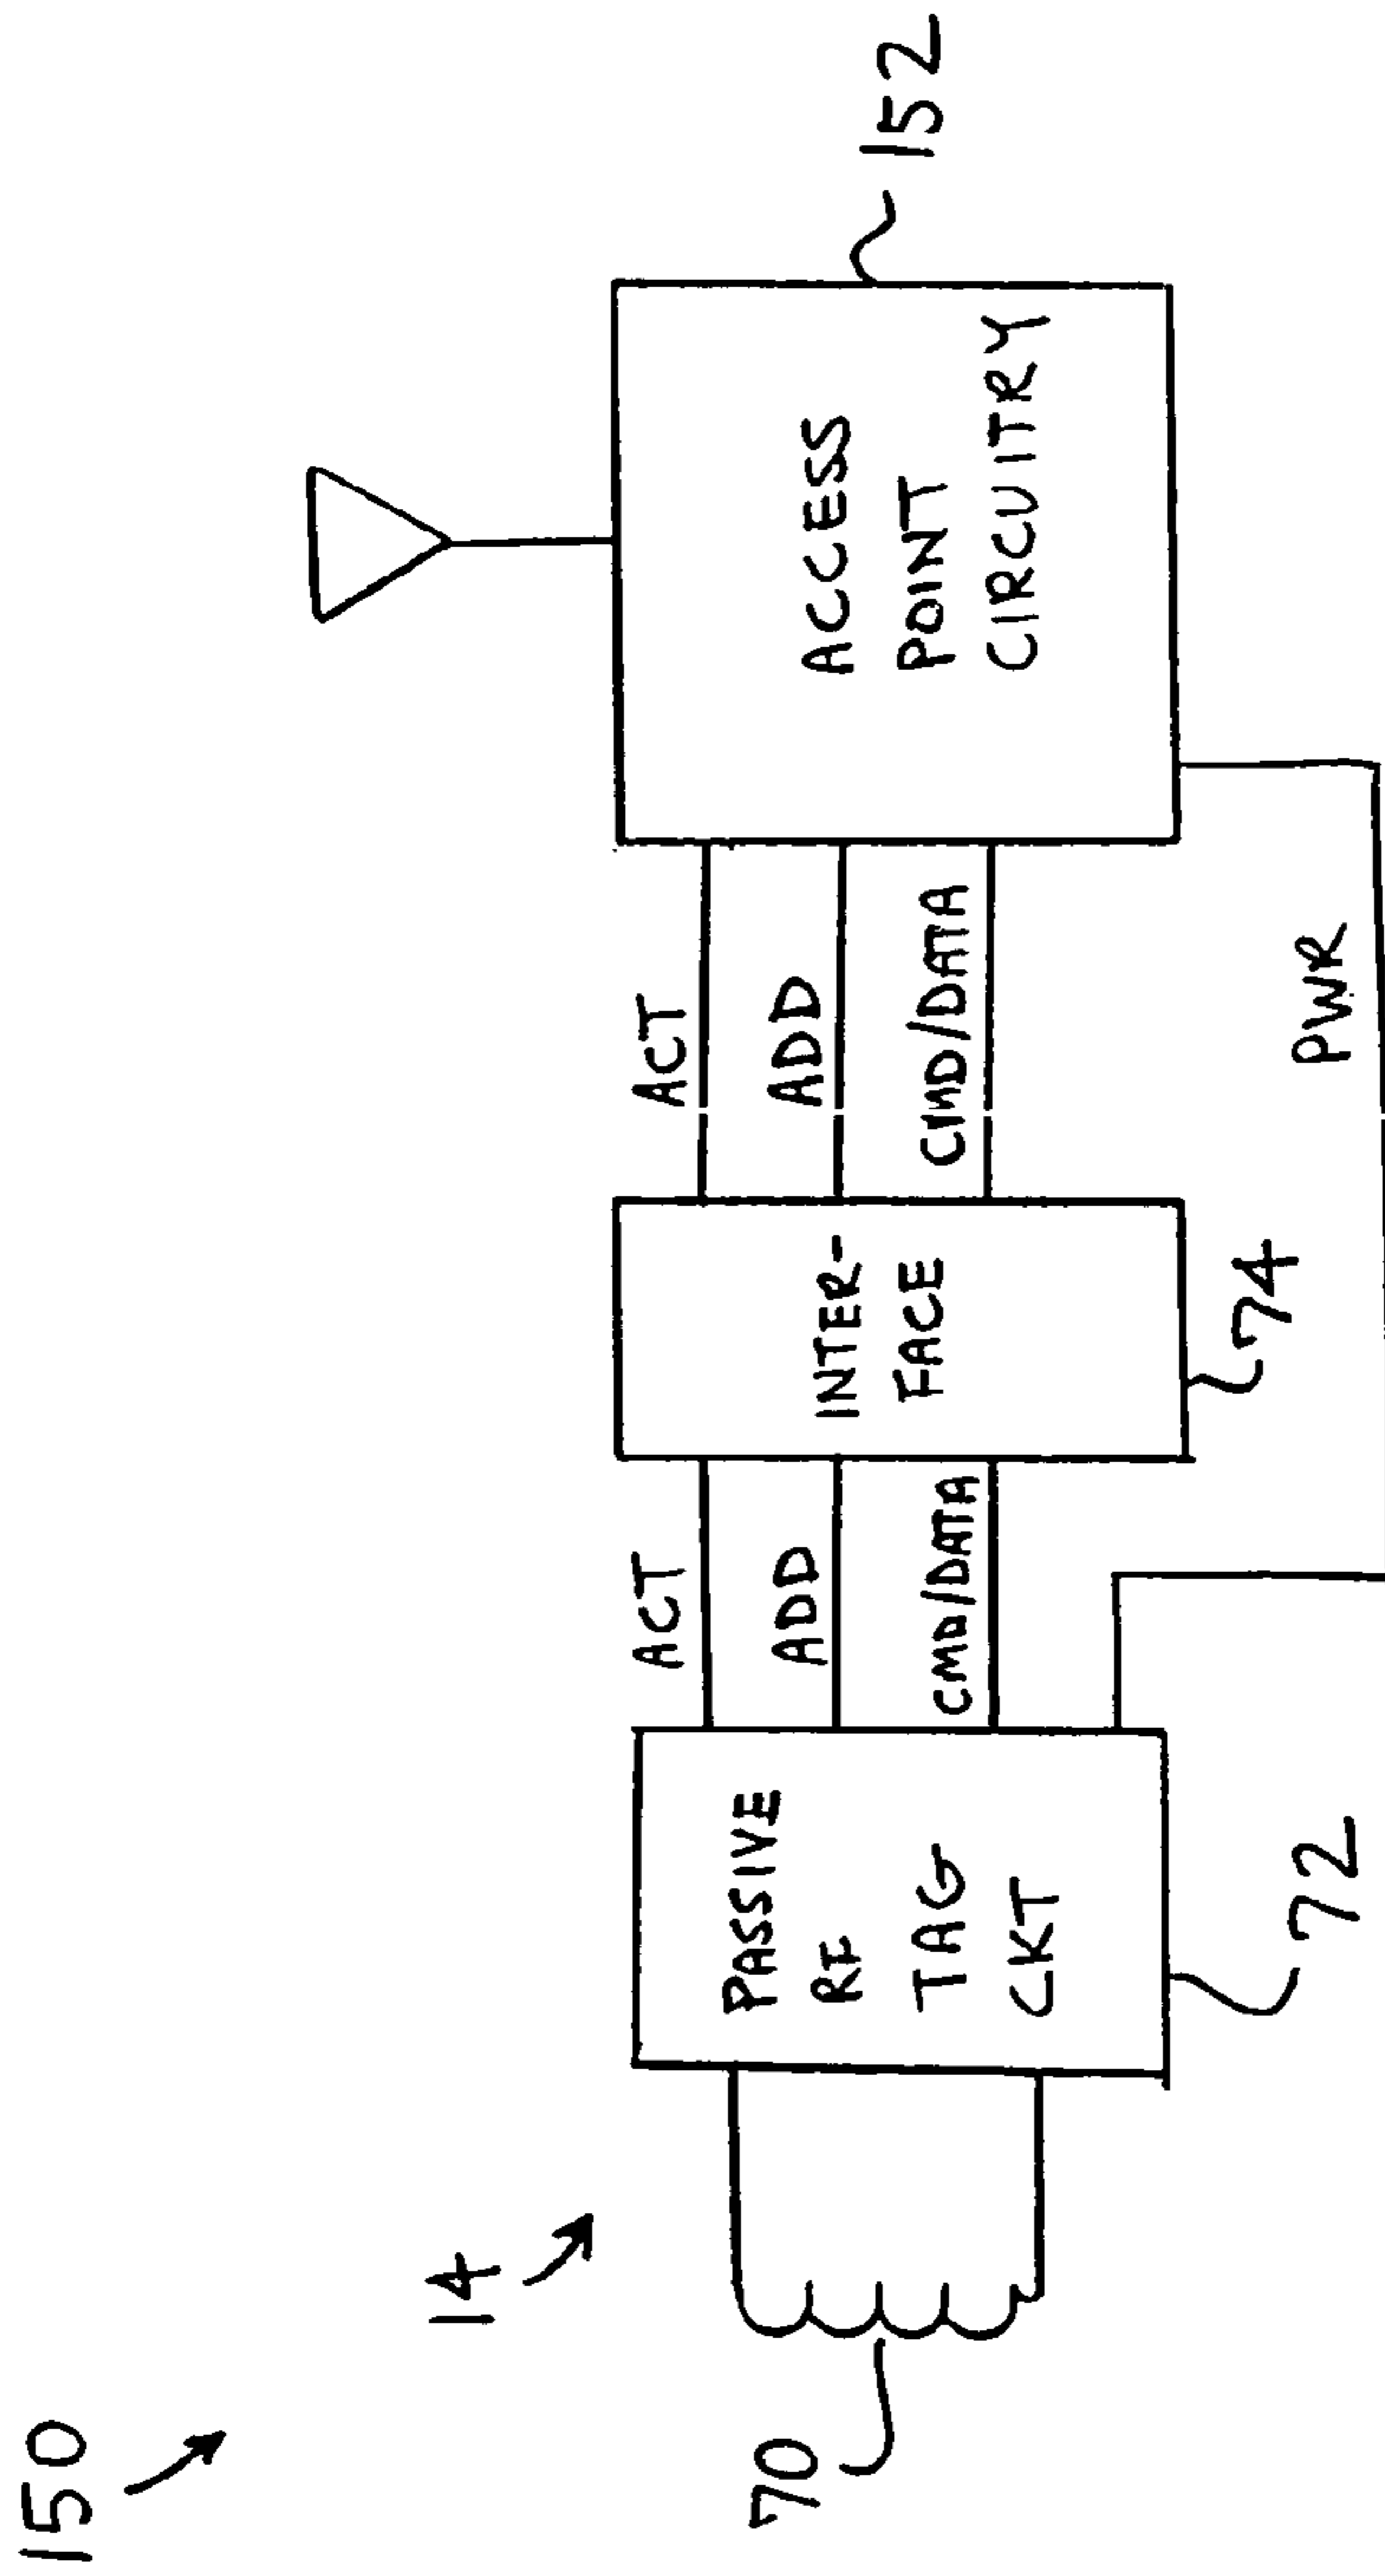 150
14
70
PASSIVE
RF
TAG
CKT
72
ACT
ADD
CMD/DATA
INTER-
FACE
74
ACT
ADD
CMD/DATA
PWR
ACCESS
POINT
CIRCUITRY
152